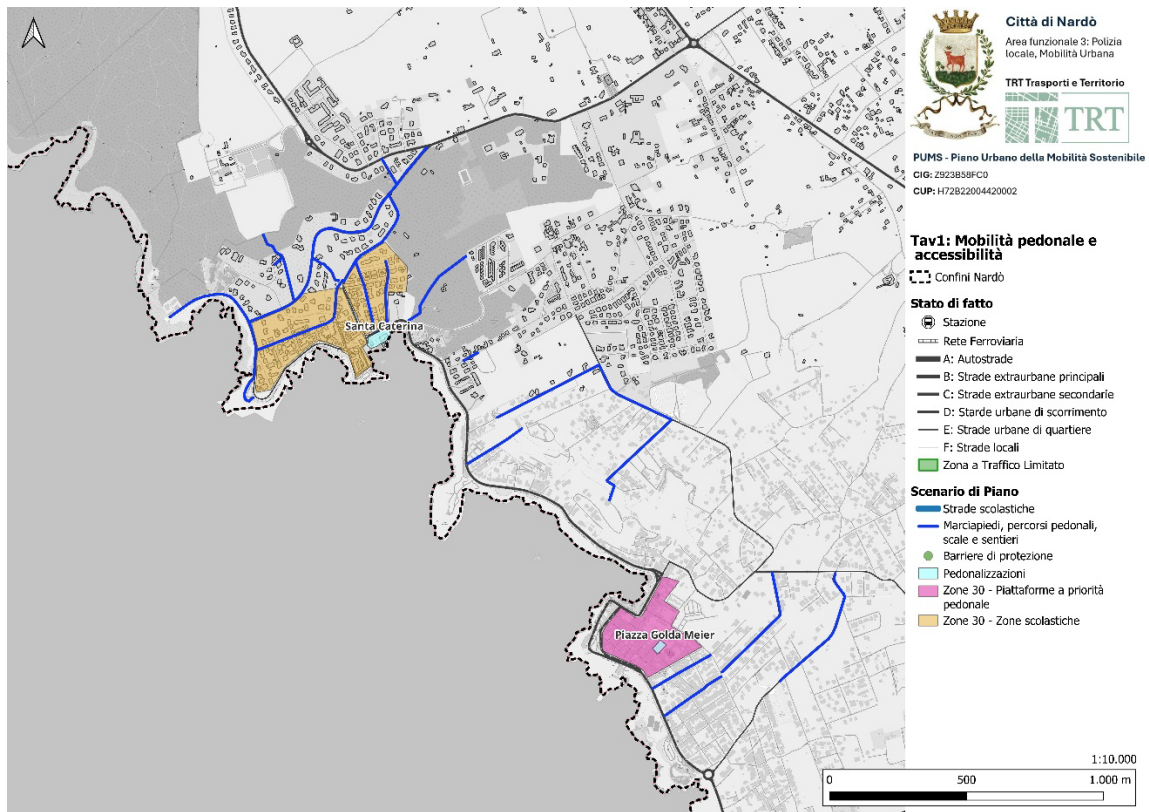 Città di Nardò
Area funzionale 3: Polizia
locale, Mobilità Urbana
TRT Trasporti e Territorio
TRT
PUMS - Piano Urbano della Mobilità Sostenibile
CIG: Z923B58FC0
CUP: H72B22004420002
Tav1: Mobilità pedonale e
accessibilità
Confini Nardò
Stato di fatto
Stazione
Rete Ferroviaria
A: Autostrade
B: Strade extraurbane principali
C: Strade extraurbane secondarie
D: Starde urbane di scorrimento
E: Strade urbane di quartiere
F: Strade locali
Zona a Traffico Limitato
Scenario di Piano
Strade scolastiche
Marciapiedi, percorsi pedonali,
scale e sentieri
Barriere di protezione
Pedonalizzazioni
Zone 30 - Piattaforme a priorità
pedonale
Zone 30 - Zone scolastiche
Santa Caterina
Piazza Golda Meier
1:10.000
0 500 1.000 m